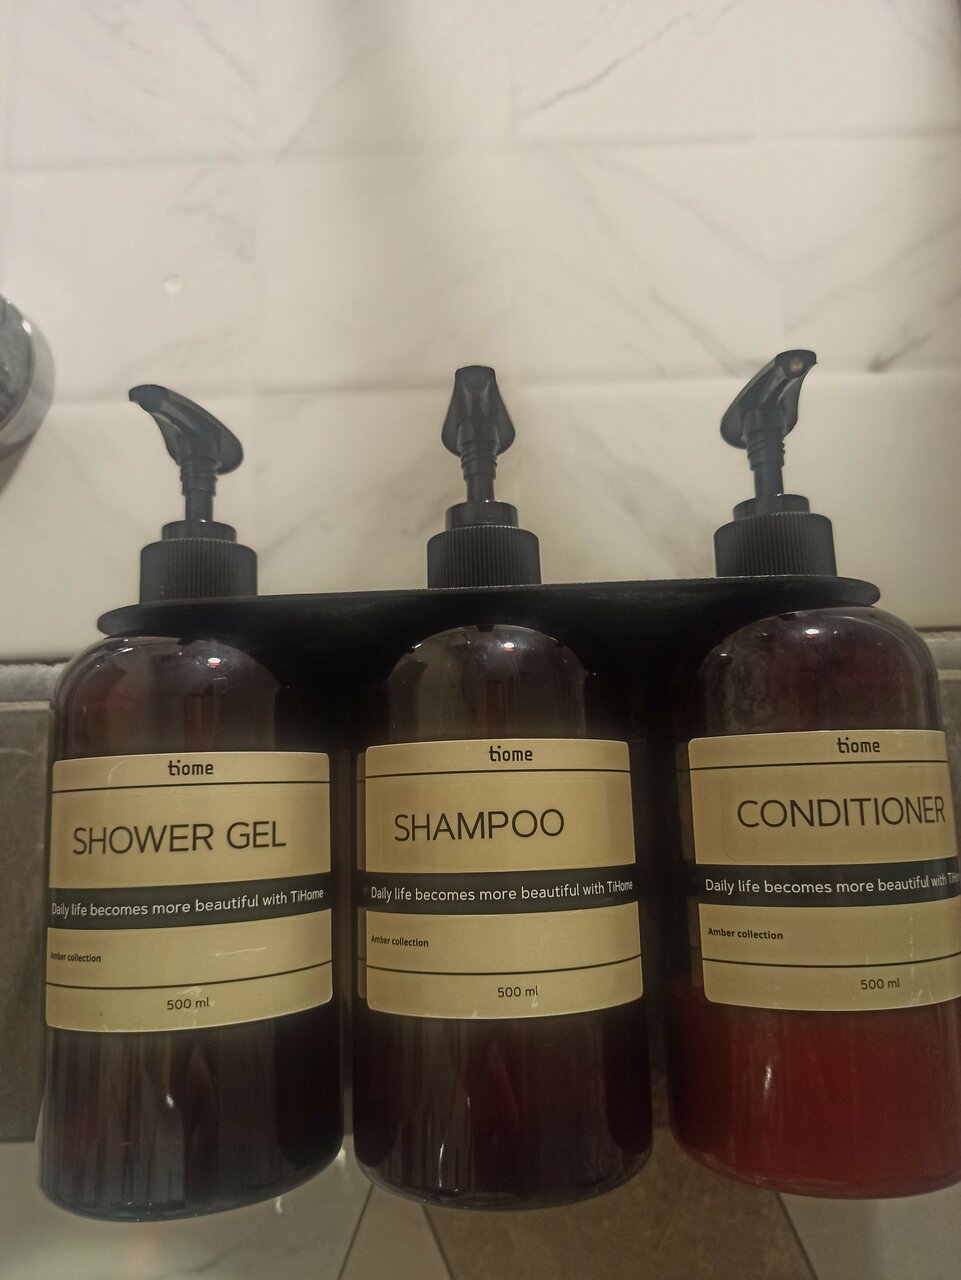 tiome
SHOWER GEL
Daily life becomes more beautiful with TiHome
Amber collection
500 ml
tiome
SHAMPOO
Daily life becomes more beautiful with TiHome
Amber collection
500 ml
tiome
CONDITIONER
Daily life becomes more beautiful with
Amber collection
500 ml